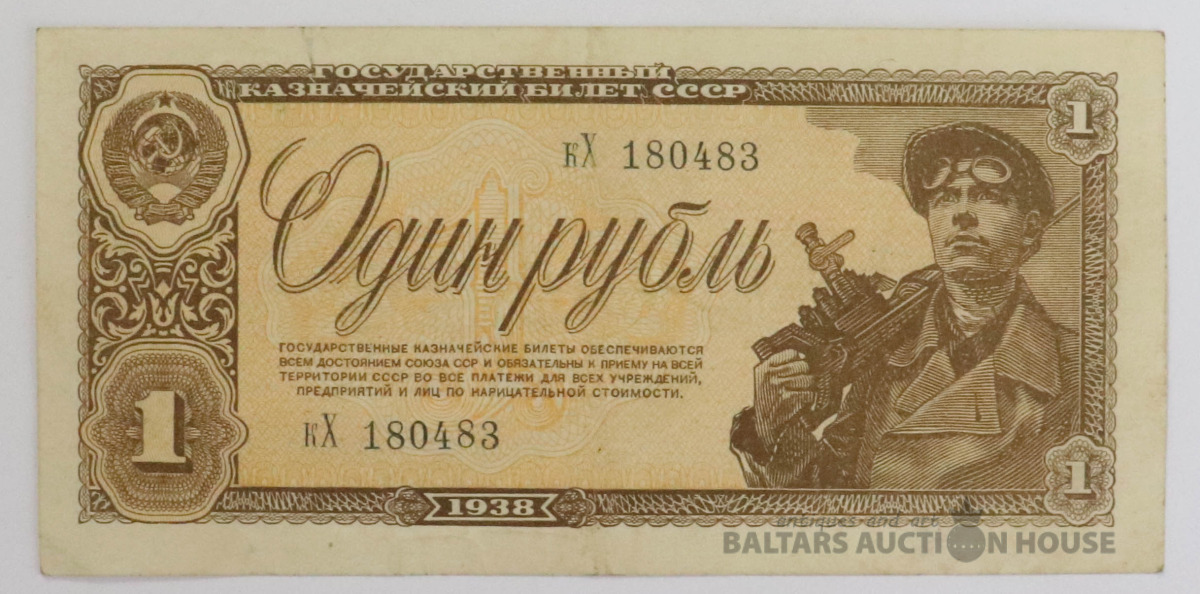 ГОСУДАРСТВЕННЫЙ
КАЗНАЧЕЙСКИЙ БИЛЕТ СССР
1
кХ 180483
Один рубль
ГОСУДАРСТВЕННЫЕ КАЗНАЧЕЙСКИЕ БИЛЕТЫ ОБЕСПЕЧИВАЮТСЯ
ВСЕМ ДОСТОЯНИЕМ СОЮЗА ССР И ОБЯЗАТЕЛЬНЫ К ПРИЕМУ НА ВСЕЙ
ТЕРРИТОРИИ СССР ВО ВСЕ ПЛАТЕЖИ ДЛЯ ВСЕХ УЧРЕЖДЕНИЙ,
ПРЕДПРИЯТИЙ И ЛИЦ ПО НАРИЦАТЕЛЬНОЙ СТОИМОСТИ.
1
кХ 180483
1
1938
antiques and art
BALTARS AUCTION HOUSE